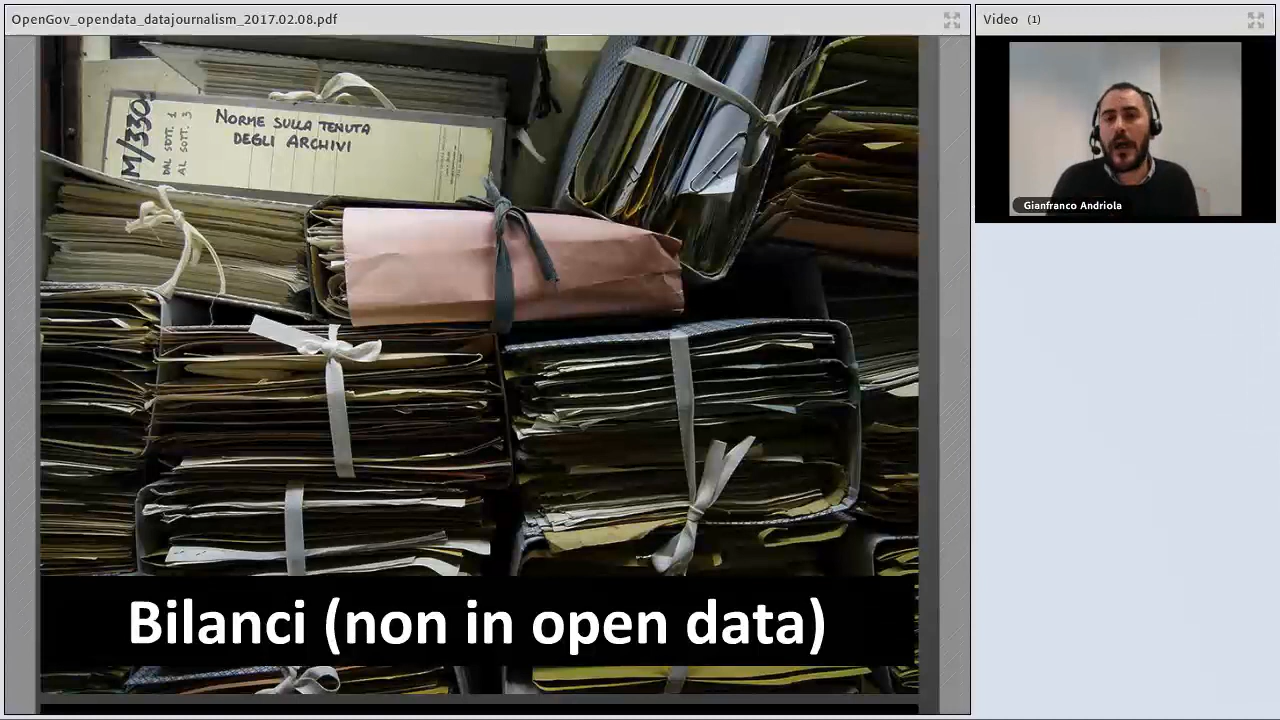 OpenGov_opendata_datajournalism_2017.02.08.pdf
Video (1)
M/330
DAL SOTT. 1
AL SOTT. 3
NORME SULLA TENUTA
DEGLI ARCHIVI
Gianfranco Andriola
Bilanci (non in open data)